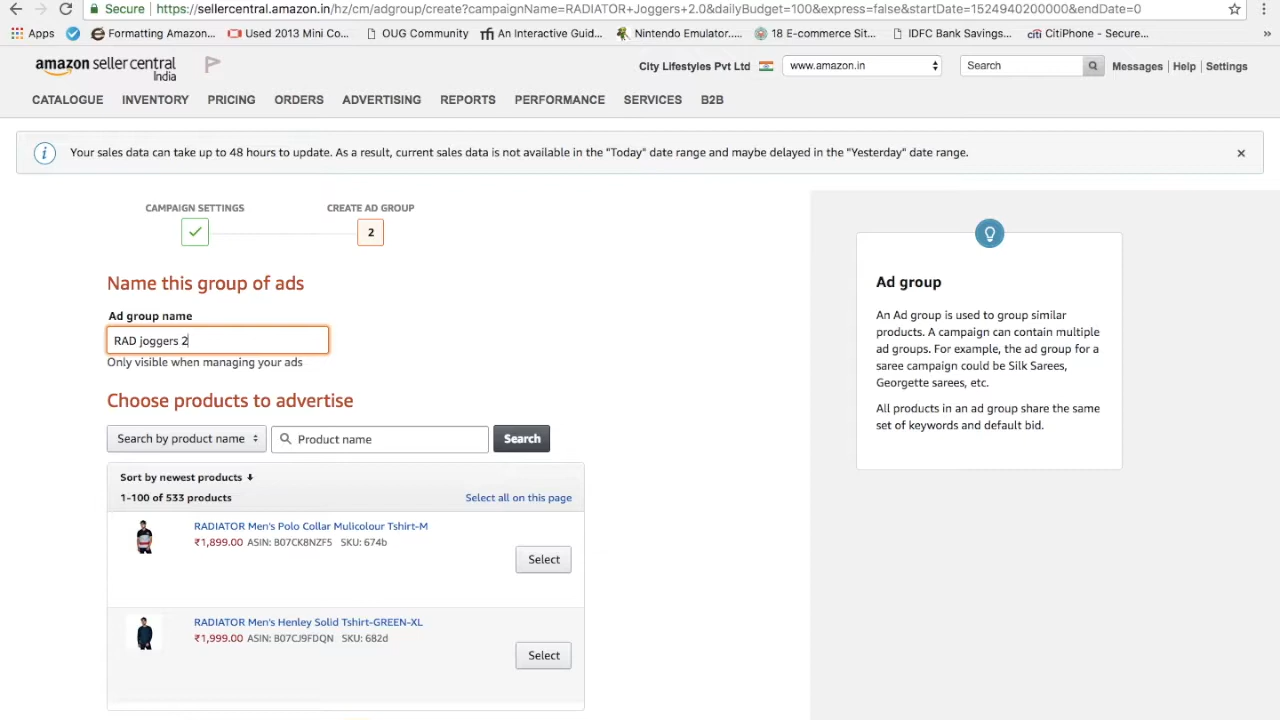 Secure https://sellercentral.amazon.in/hz/cm/adgroup/create?campaignName=RADIATOR+Joggers+2.0&dailyBudget=100&express=false&startDate=1524940200000&endDate=0
Apps Formatting Amazon... Used 2013 Mini Co... OUG Community An Interactive Guid... Nintendo Emulator..... 18 E-commerce Sit... IDFC Bank Savings... citi CitiPhone - Secure... »
amazon seller central
India
City Lifestyles Pvt Ltd www.amazon.in Search Messages | Help | Settings
CATALOGUE INVENTORY PRICING ORDERS ADVERTISING REPORTS PERFORMANCE SERVICES B2B
Your sales data can take up to 48 hours to update. As a result, current sales data is not available in the "Today" date range and maybe delayed in the "Yesterday" date range.
CAMPAIGN SETTINGS CREATE AD GROUP
2
Name this group of ads
Ad group name
RAD joggers 2
Only visible when managing your ads
Choose products to advertise
Search by product name Product name Search
Sort by newest products
1-100 of 533 products Select all on this page
RADIATOR Men's Polo Collar Mulicolour Tshirt-M
₹1,899.00 ASIN: B07CK8NZF5 SKU: 674b
Select
RADIATOR Men's Henley Solid Tshirt-GREEN-XL
₹1,999.00 ASIN: B07CJ9FDQN SKU: 682d
Select
Ad group
An Ad group is used to group similar
products. A campaign can contain multiple
ad groups. For example, the ad group for a
saree campaign could be Silk Sarees,
Georgette sarees, etc.
All products in an ad group share the same
set of keywords and default bid.